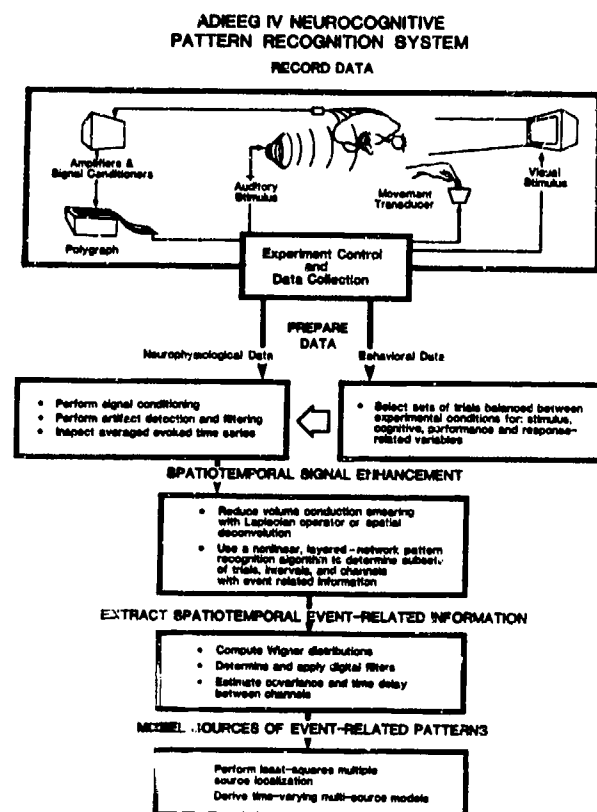 ADIEEG IV NEUROCOGNITIVE
PATTERN RECOGNITION SYSTEM
RECORD DATA
Amplifiers &
Signal Conditioners
Auditory
Stimulus
Movement
Transducer
Visual
Stimulus
Polygraph
Experiment Control
and
Data Collection
PREPARE
DATA
Neurophysiological Data
Behavioral Data
• Perform signal conditioning
• Perform artifact detection and filtering
• Inspect averaged evoked time series
• Select sets of trials balanced between
experimental conditions for: stimulus,
cognitive, performance and response-
related variables
SPATIOTEMPORAL SIGNAL ENHANCEMENT
• Reduce volume conduction smearing
with Laplacian operator or spatial
deconvolution
• Use a nonlinear, layered-network pattern
recognition algorithm to determine subsets
of trials, intervals, and channels
with event related information
EXTRACT SPATIOTEMPORAL EVENT-RELATED INFORMATION
• Compute Wigner distributions
• Determine and apply digital filters
• Estimate covariance and time delay
between channels
MODEL SOURCES OF EVENT-RELATED PATTERNS
Perform least-squares multiple
source localization
Derive time-varying multi-source models